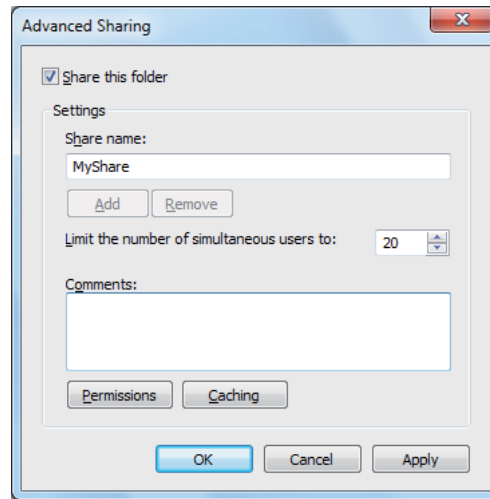 Advanced Sharing
Share this folder
Settings
Share name:
MyShare
Add Remove
Limit the number of simultaneous users to: 20
Comments:
Permissions Caching
OK Cancel Apply